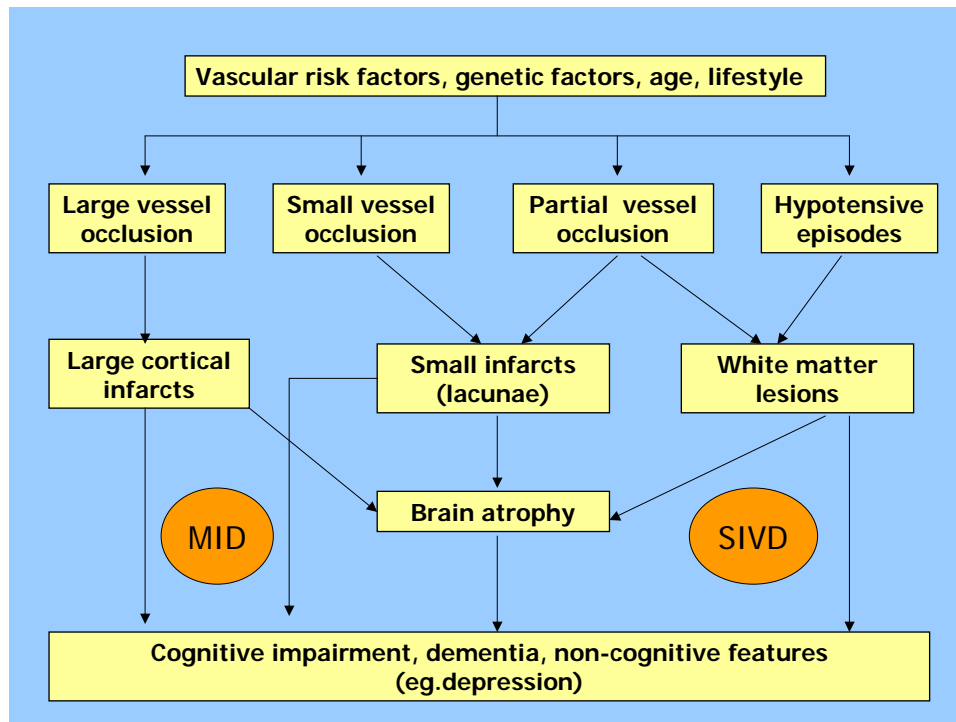 Vascular risk factors, genetic factors, age, lifestyle
Large vessel
occlusion
Small vessel
occlusion
Partial vessel
occlusion
Hypotensive
episodes
Large cortical
infarcts
Small infarcts
(lacunae)
White matter
lesions
Brain atrophy
MID
SIVD
Cognitive impairment, dementia, non-cognitive features
(eg.depression)